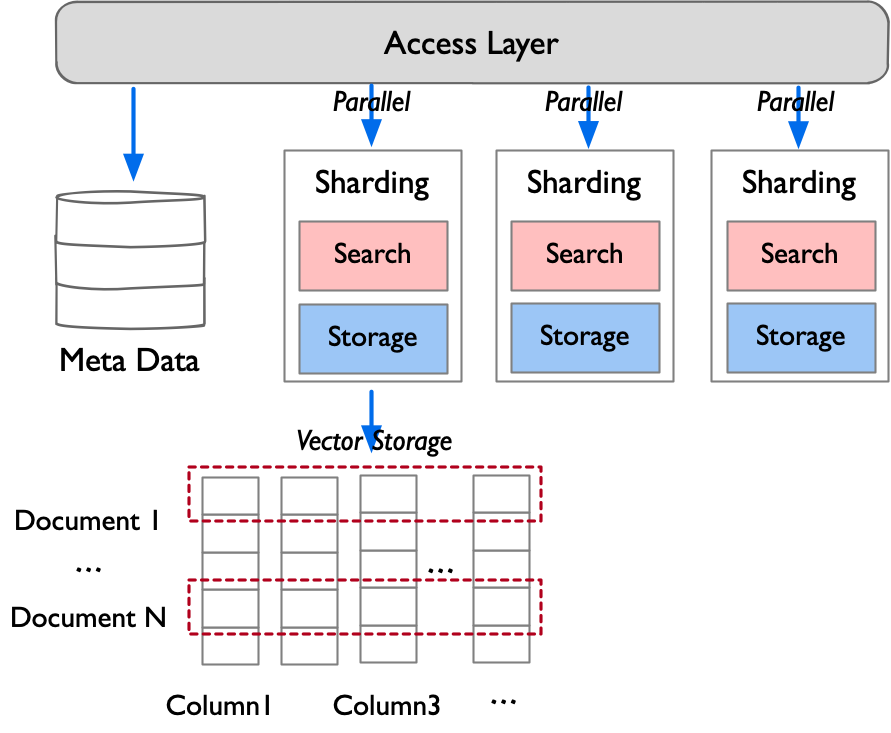 Access Layer
Parallel Parallel Parallel
Sharding Sharding Sharding
Search Search Search
Storage Storage Storage
Meta Data
Vector Storage
Document 1
... ...
Document N
Column1 Column3 ...